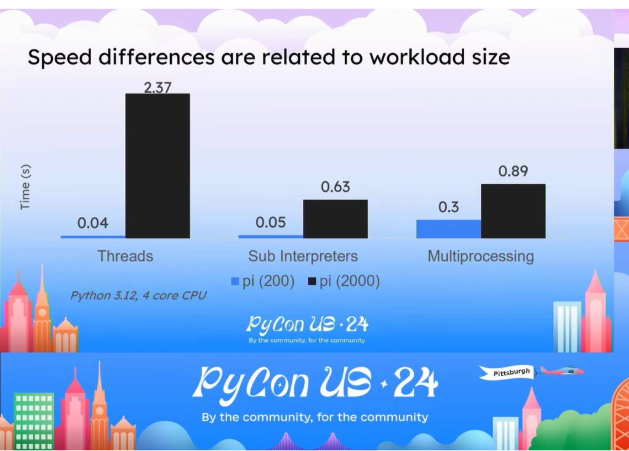 Speed differences are related to workload size
Time (s)
2.37
0.04
0.63
0.05
0.89
0.3
Threads
Sub Interpreters
Multiprocessing
pi (200)
pi (2000)
Python 3.12, 4 core CPU
PyCon US · 24
By the community, for the community
PyCon US · 24
By the community, for the community
Pittsburgh